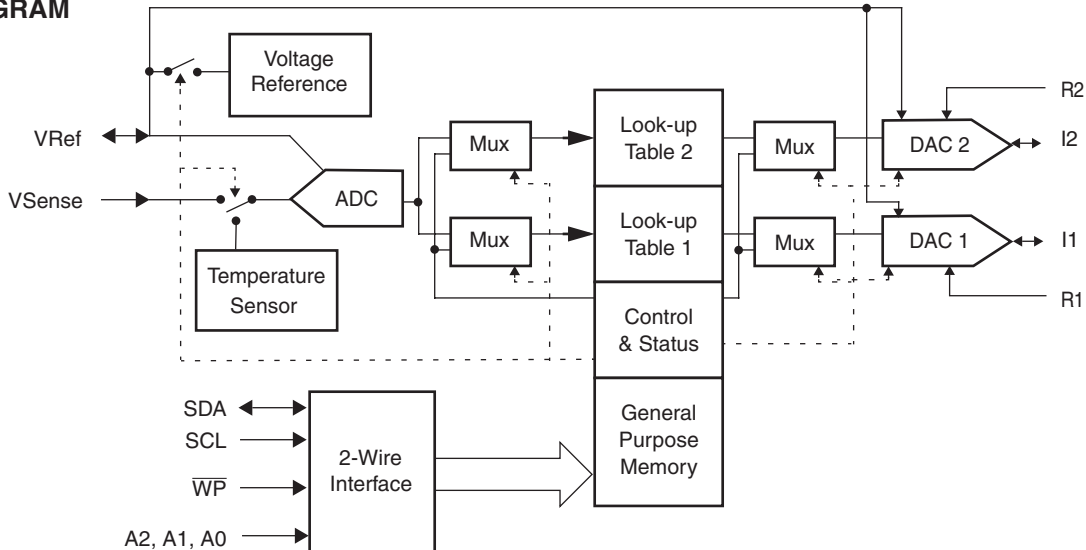 GRAM
Voltage
Reference
R2
VRef
Mux
Look-up
Table 2
Mux
DAC 2
I2
VSense
ADC
Mux
Look-up
Table 1
Mux
DAC 1
I1
Temperature
Sensor
R1
Control
& Status
SDA
SCL
WP
A2, A1, A0
2-Wire
Interface
General
Purpose
Memory